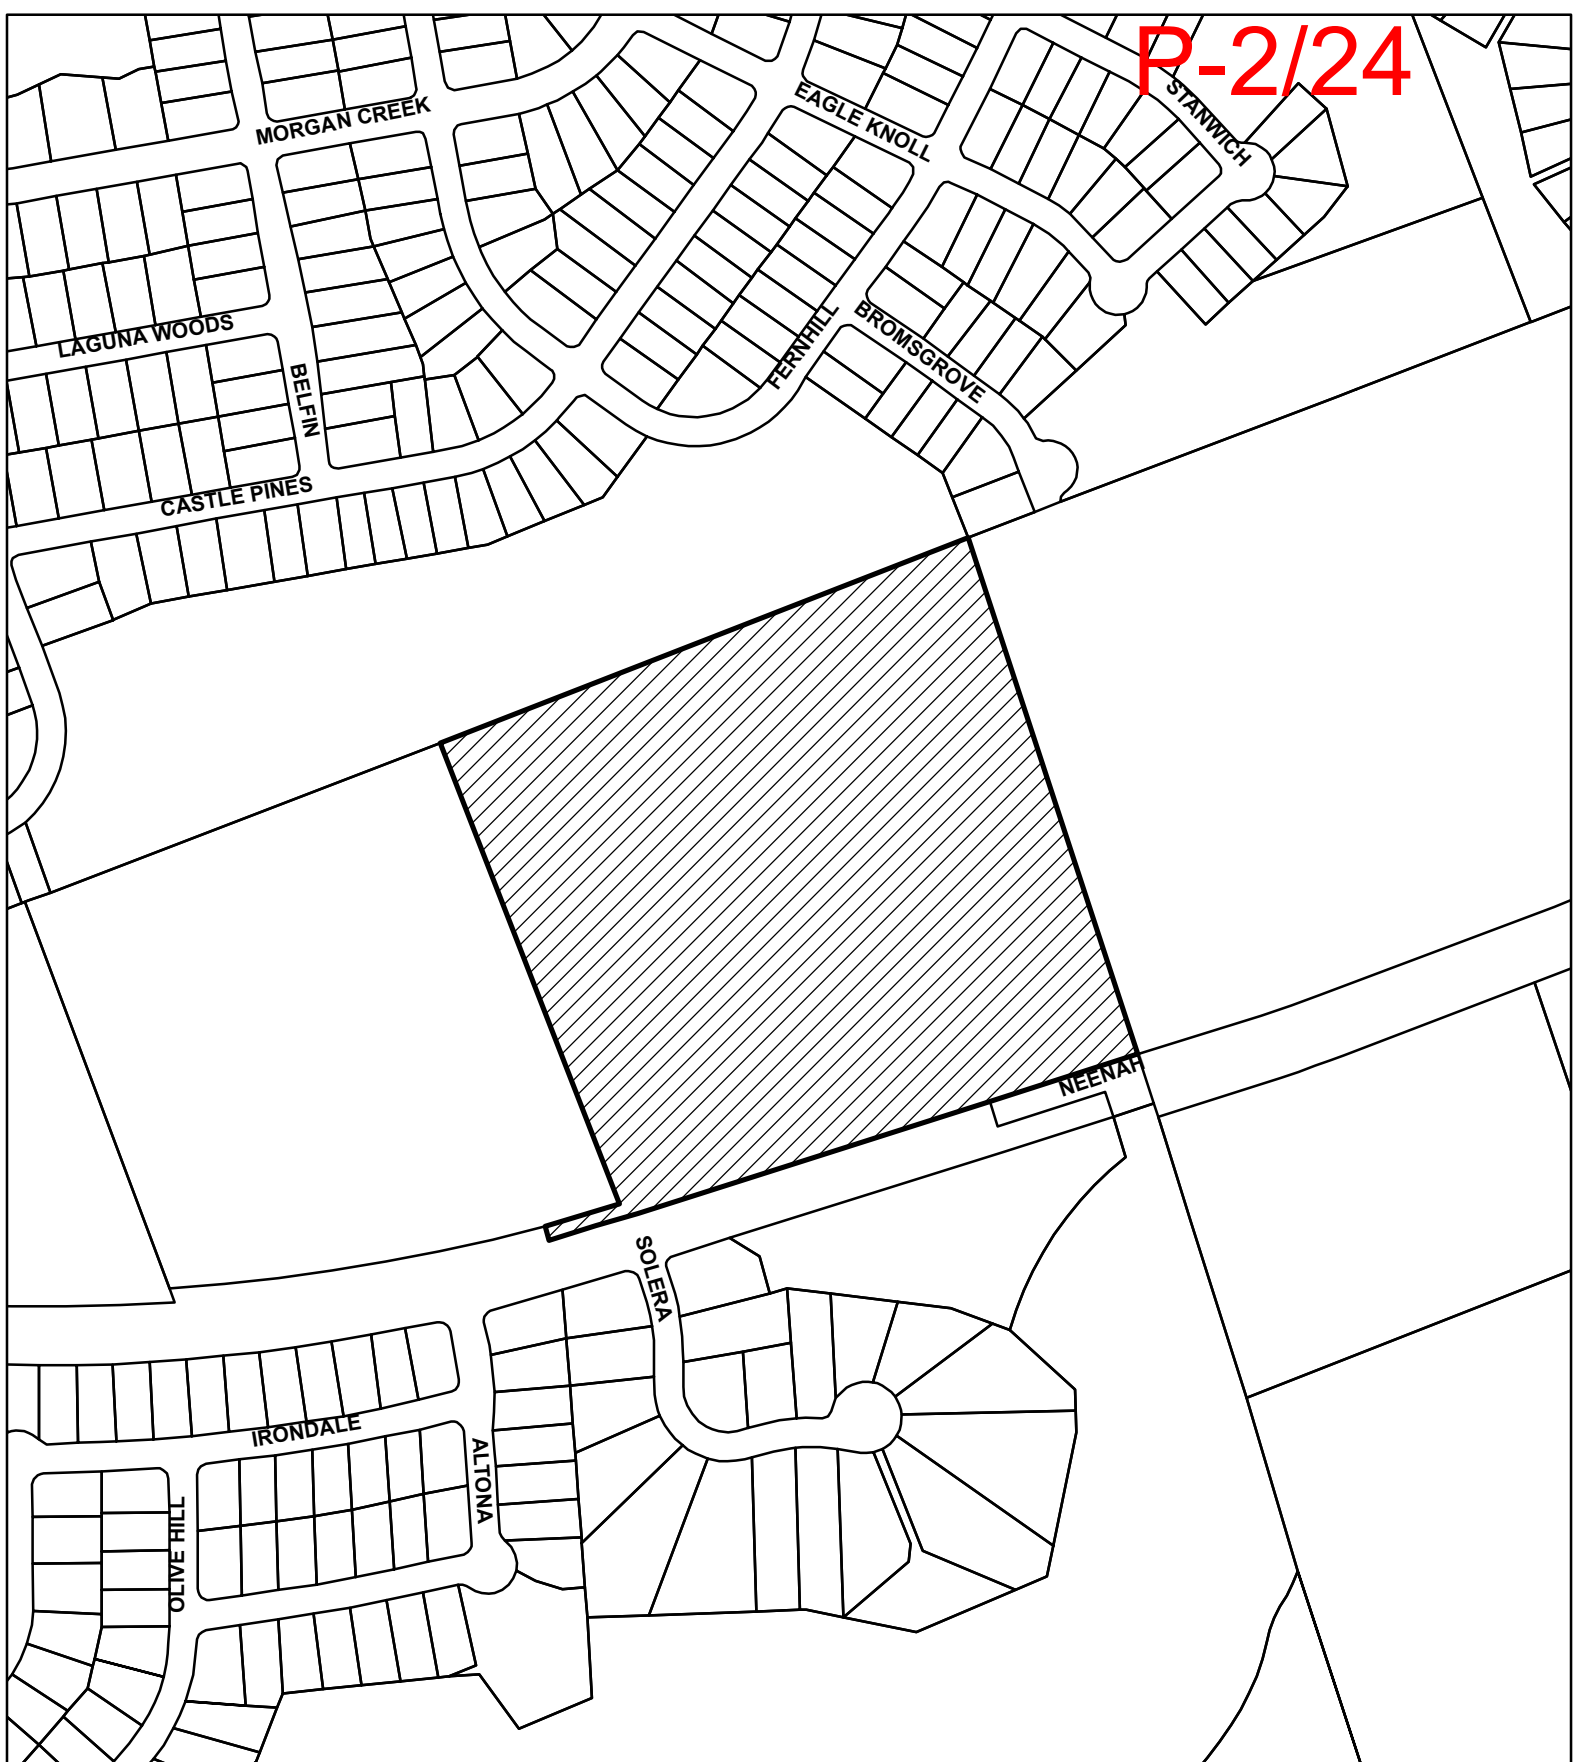 P-2/24
STANWICH
EAGLE KNOLL
MORGAN CREEK
LAGUNA WOODS
BELFIN
FERNHILL
BROMSGROVE
CASTLE PINES
NEENAH
SOLERA
IRONDALE
ALTONA
OLIVE HILL